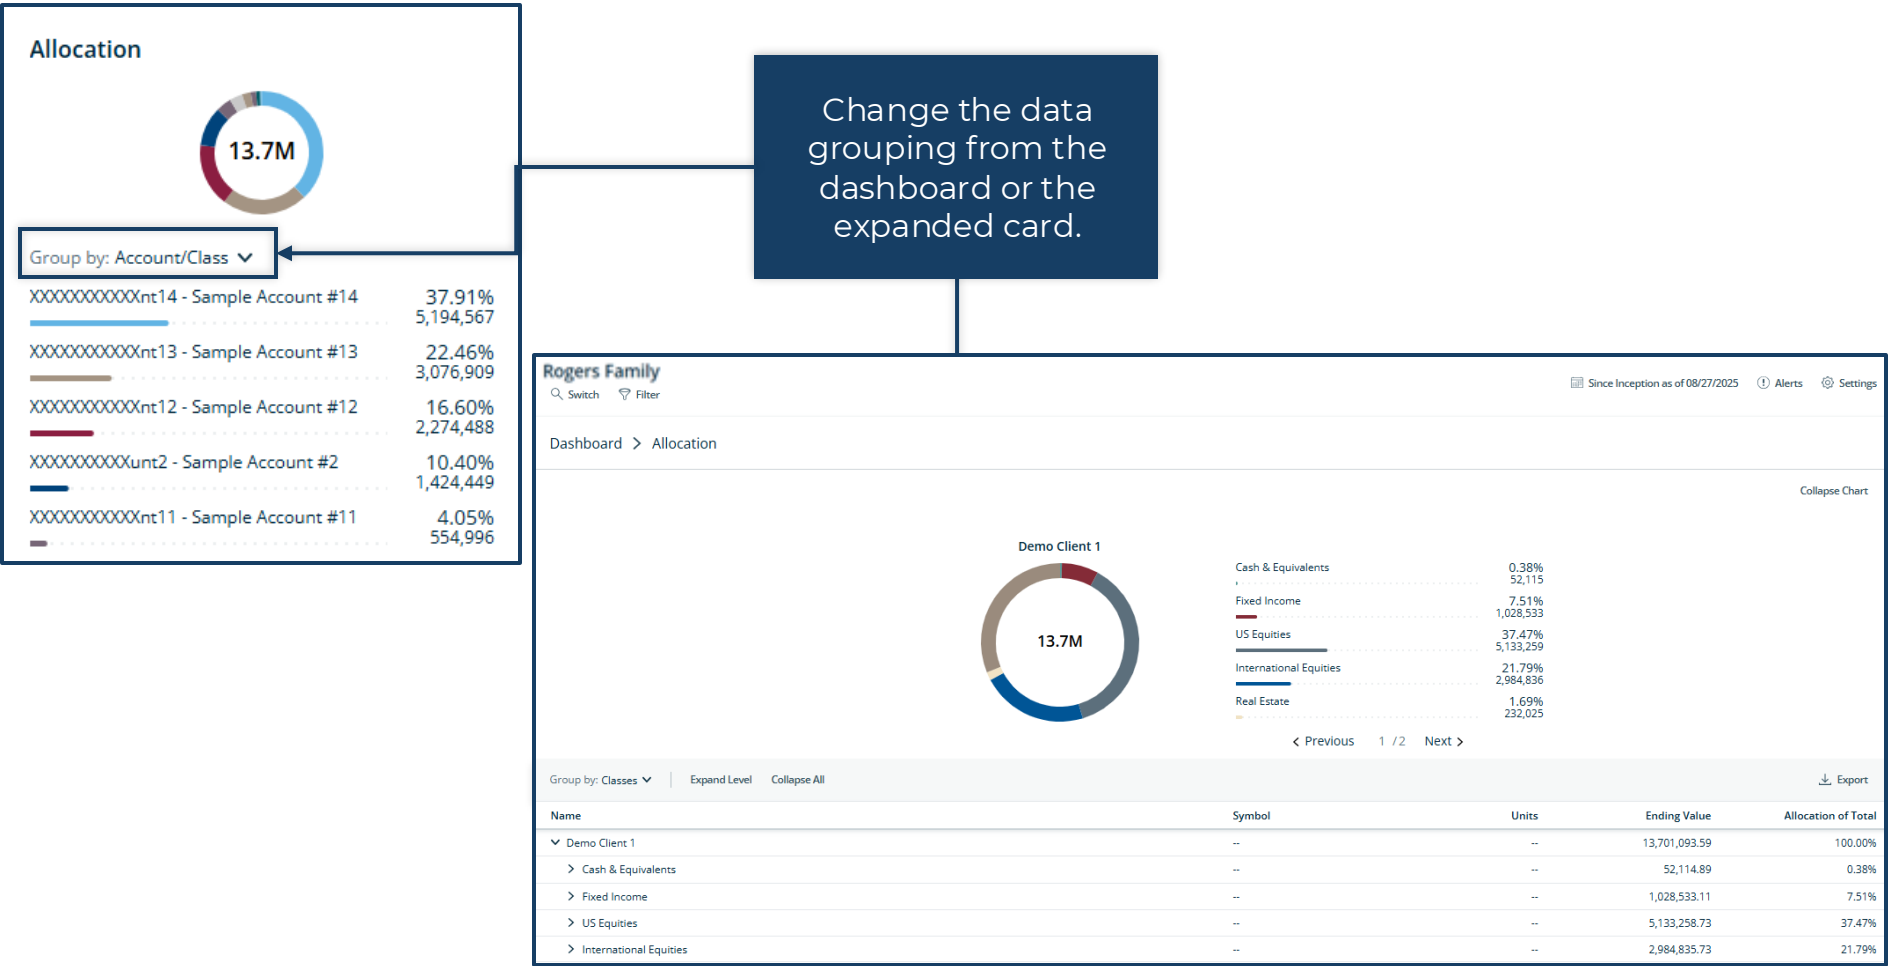 Allocation
13.7M
Group by: Account/Class
XXXXXXXXXXXnt14 - Sample Account #14 37.91%
5,194,567
XXXXXXXXXXXnt13 - Sample Account #13 22.46%
3,076,909
XXXXXXXXXXXnt12 - Sample Account #12 16.60%
2,274,488
XXXXXXXXXXunt2 - Sample Account #2 10.40%
1,424,449
XXXXXXXXXXXnt11 - Sample Account #11 4.05%
554,996
Change the data
grouping from the
dashboard or the
expanded card.
Rogers Family
Switch Filter
Since Inception as of 08/27/2025 Alerts Settings
Dashboard > Allocation
Collapse Chart
Demo Client 1
13.7M
Cash & Equivalents 0.38%
52,115
Fixed Income 7.51%
1,028,533
US Equities 37.47%
5,133,259
International Equities 21.79%
2,984,836
Real Estate 1.69%
232,025
< Previous 1 / 2 Next >
Group by: Classes | Expand Level Collapse All Export
Name Symbol Units Ending Value Allocation of Total
Demo Client 1 -- -- 13,701,093.59 100.00%
Cash & Equivalents -- -- 52,114.89 0.38%
Fixed Income -- -- 1,028,533.11 7.51%
US Equities -- -- 5,133,258.73 37.47%
International Equities -- -- 2,984,835.73 21.79%